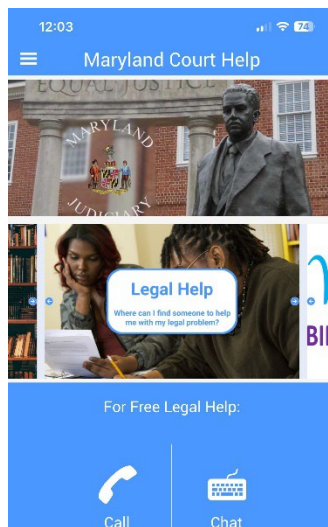 12:03
74
Maryland Court Help
EQUAL JUSTICE
MARYLAND
JUDICIARY
Legal Help
Where can I find someone to help
me with my legal problem?
BI
For Free Legal Help:
Call
Chat